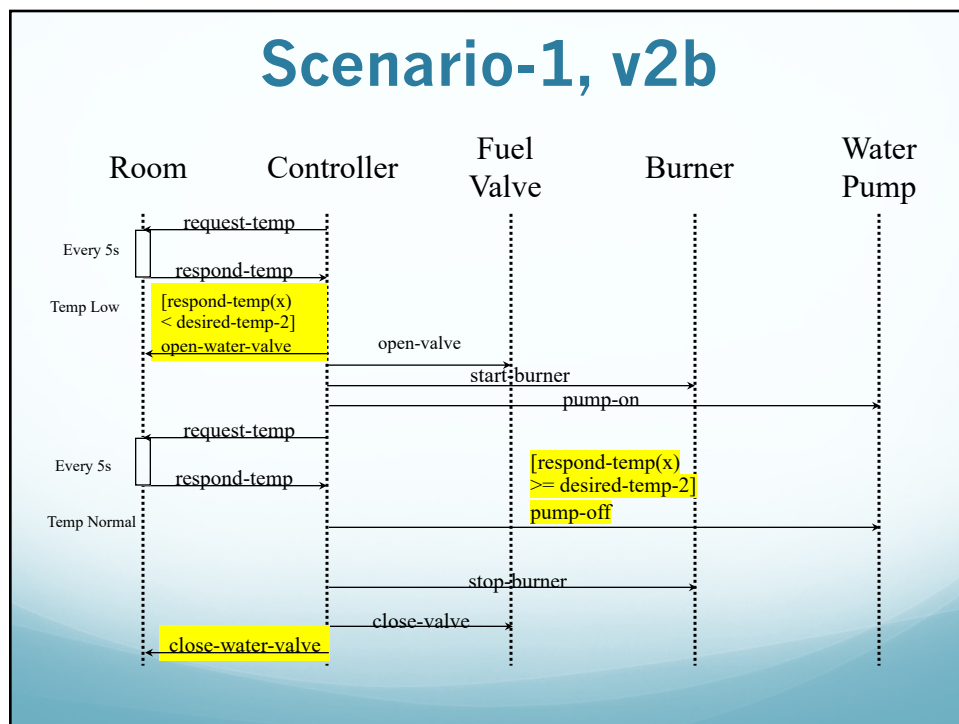 Scenario-1, v2b
Room
Controller
Fuel
Valve
Burner
Water
Pump
request-temp
Every 5s
respond-temp
Temp Low
[respond-temp(x)
< desired-temp-2]
open-water-valve
open-valve
start-burner
pump-on
request-temp
Every 5s
respond-temp
[respond-temp(x)
>= desired-temp-2]
pump-off
Temp Normal
stop-burner
close-valve
close-water-valve